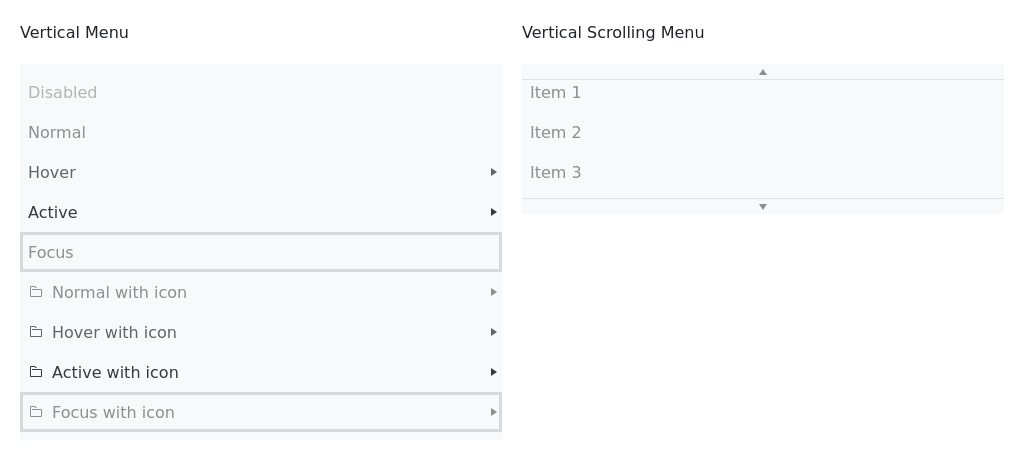 Vertical Menu
Disabled
Normal
Hover
Active
Focus
Normal with icon
Hover with icon
Active with icon
Focus with icon
Vertical Scrolling Menu
Item 1
Item 2
Item 3